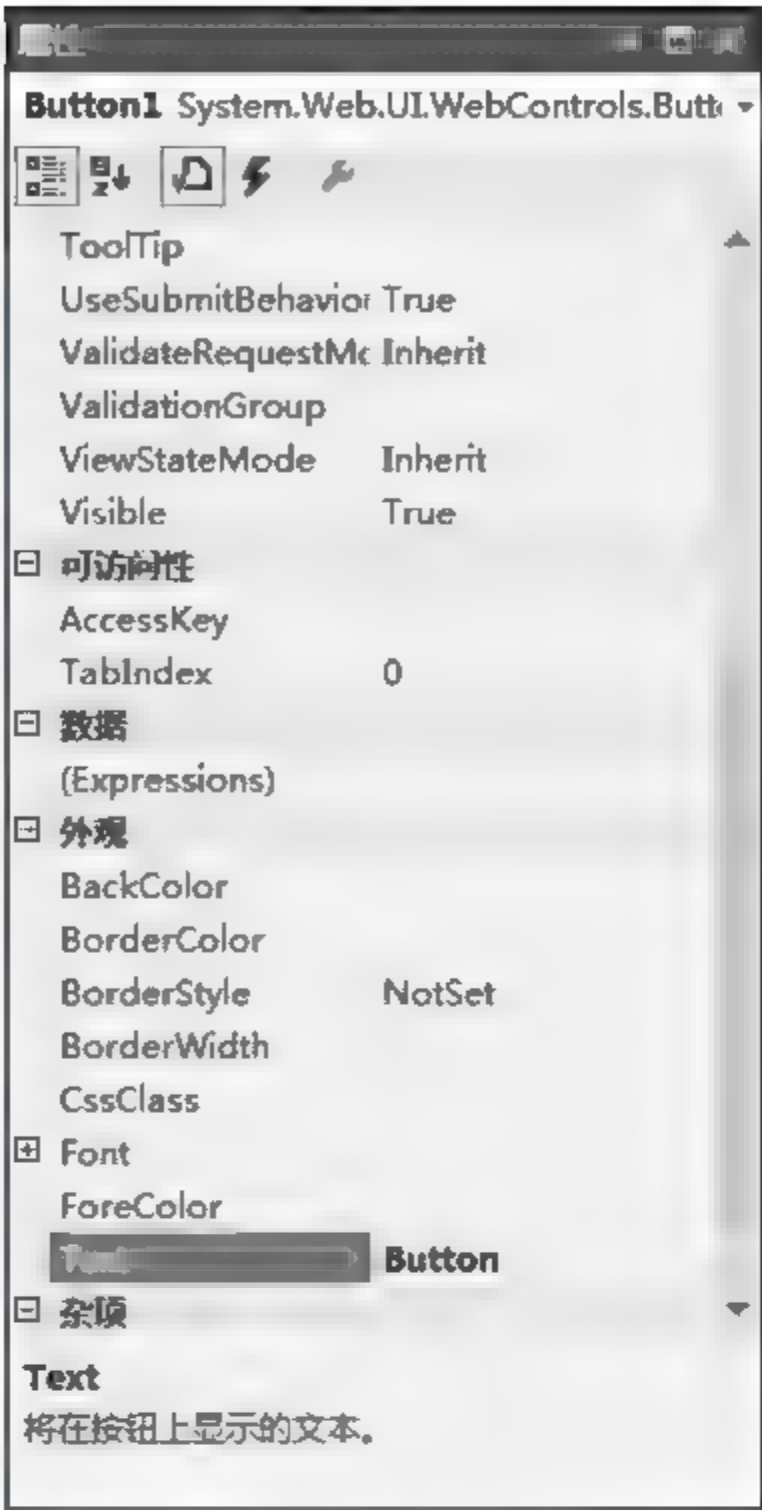 Button1 System.Web.UI.WebControls.Butt
ToolTip
UseSubmitBehavior True
ValidateRequestMc Inherit
ValidationGroup
ViewStateMode Inherit
Visible True
可访问性
AccessKey
TabIndex 0
数据
(Expressions)
外观
BackColor
BorderColor
BorderStyle NotSet
BorderWidth
CssClass
Font
ForeColor
Text Button
杂项
Text
将在按钮上显示的文本。